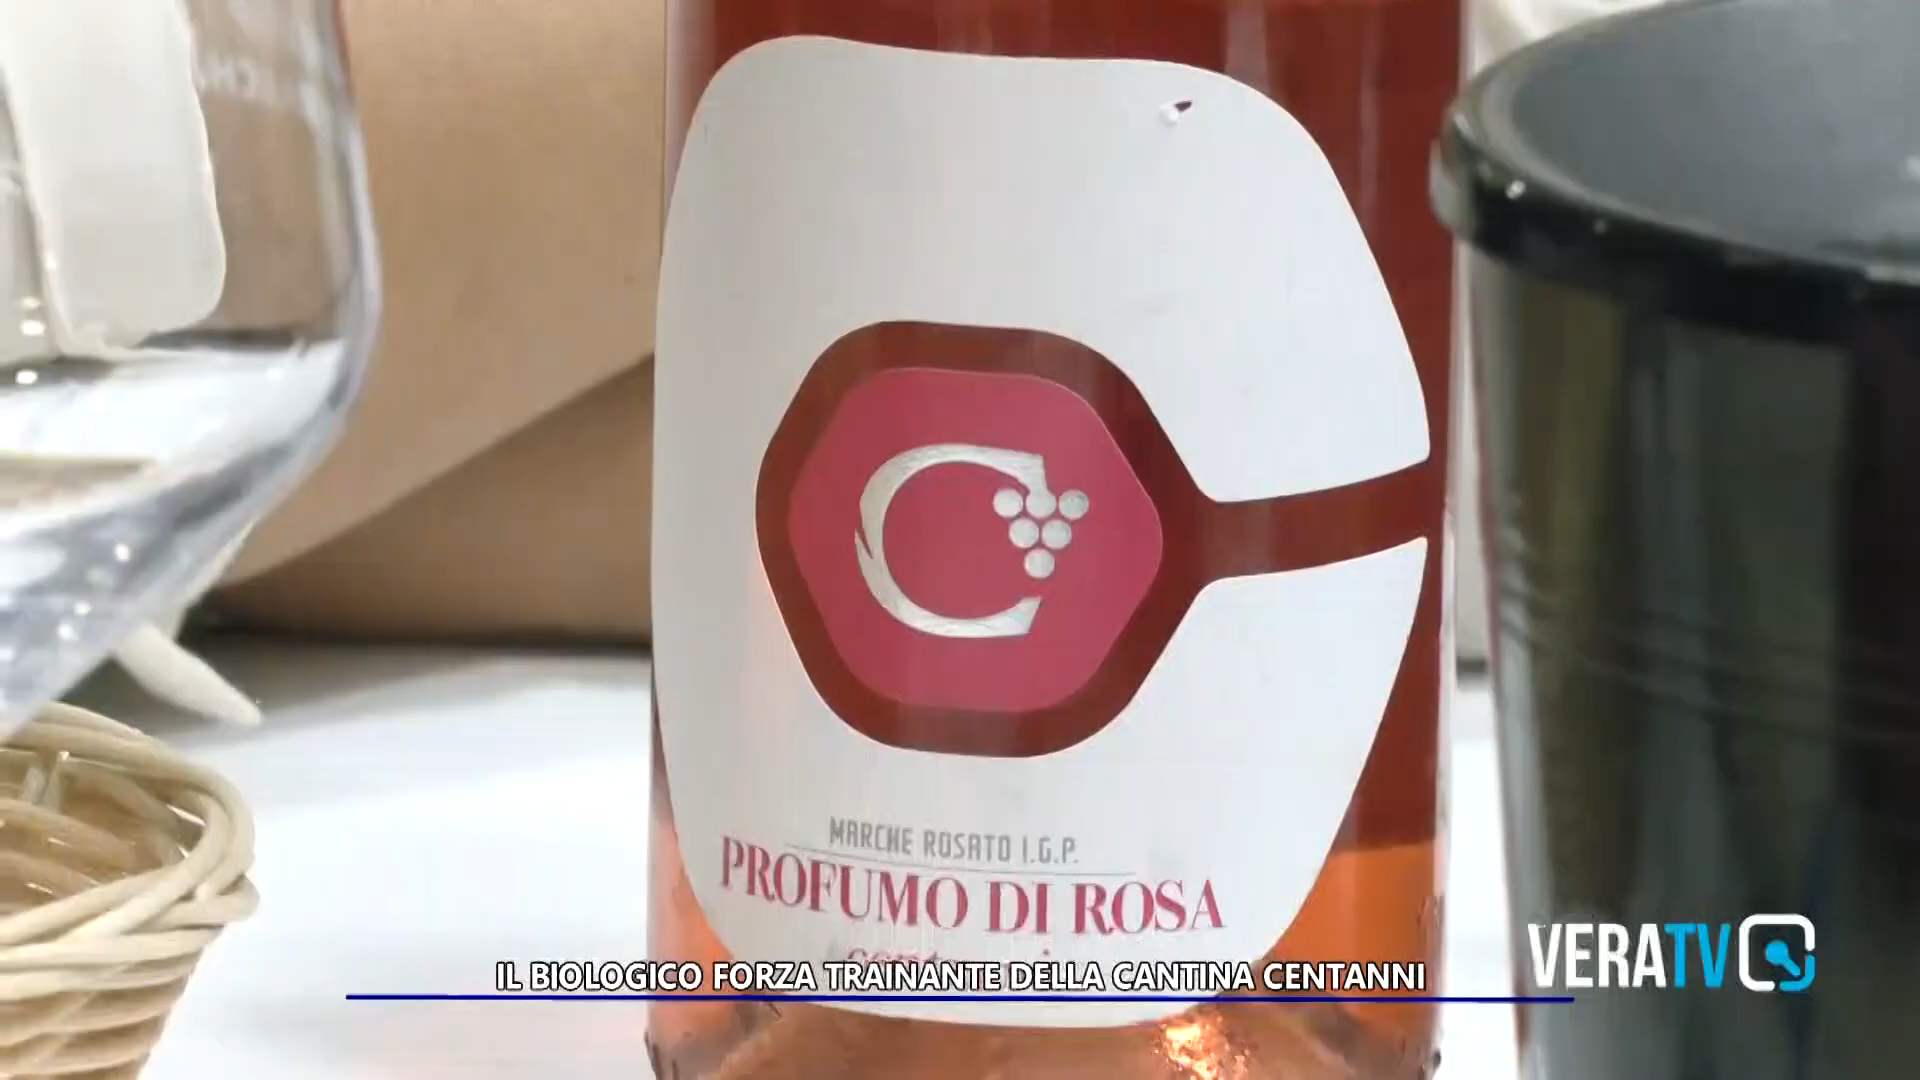 C
MARCHE ROSATO I.G.P.
PROFUMO DI ROSA
IL BIOLOGICO FORZA TRAINANTE DELLA CANTINA CENTANNI
VERATV